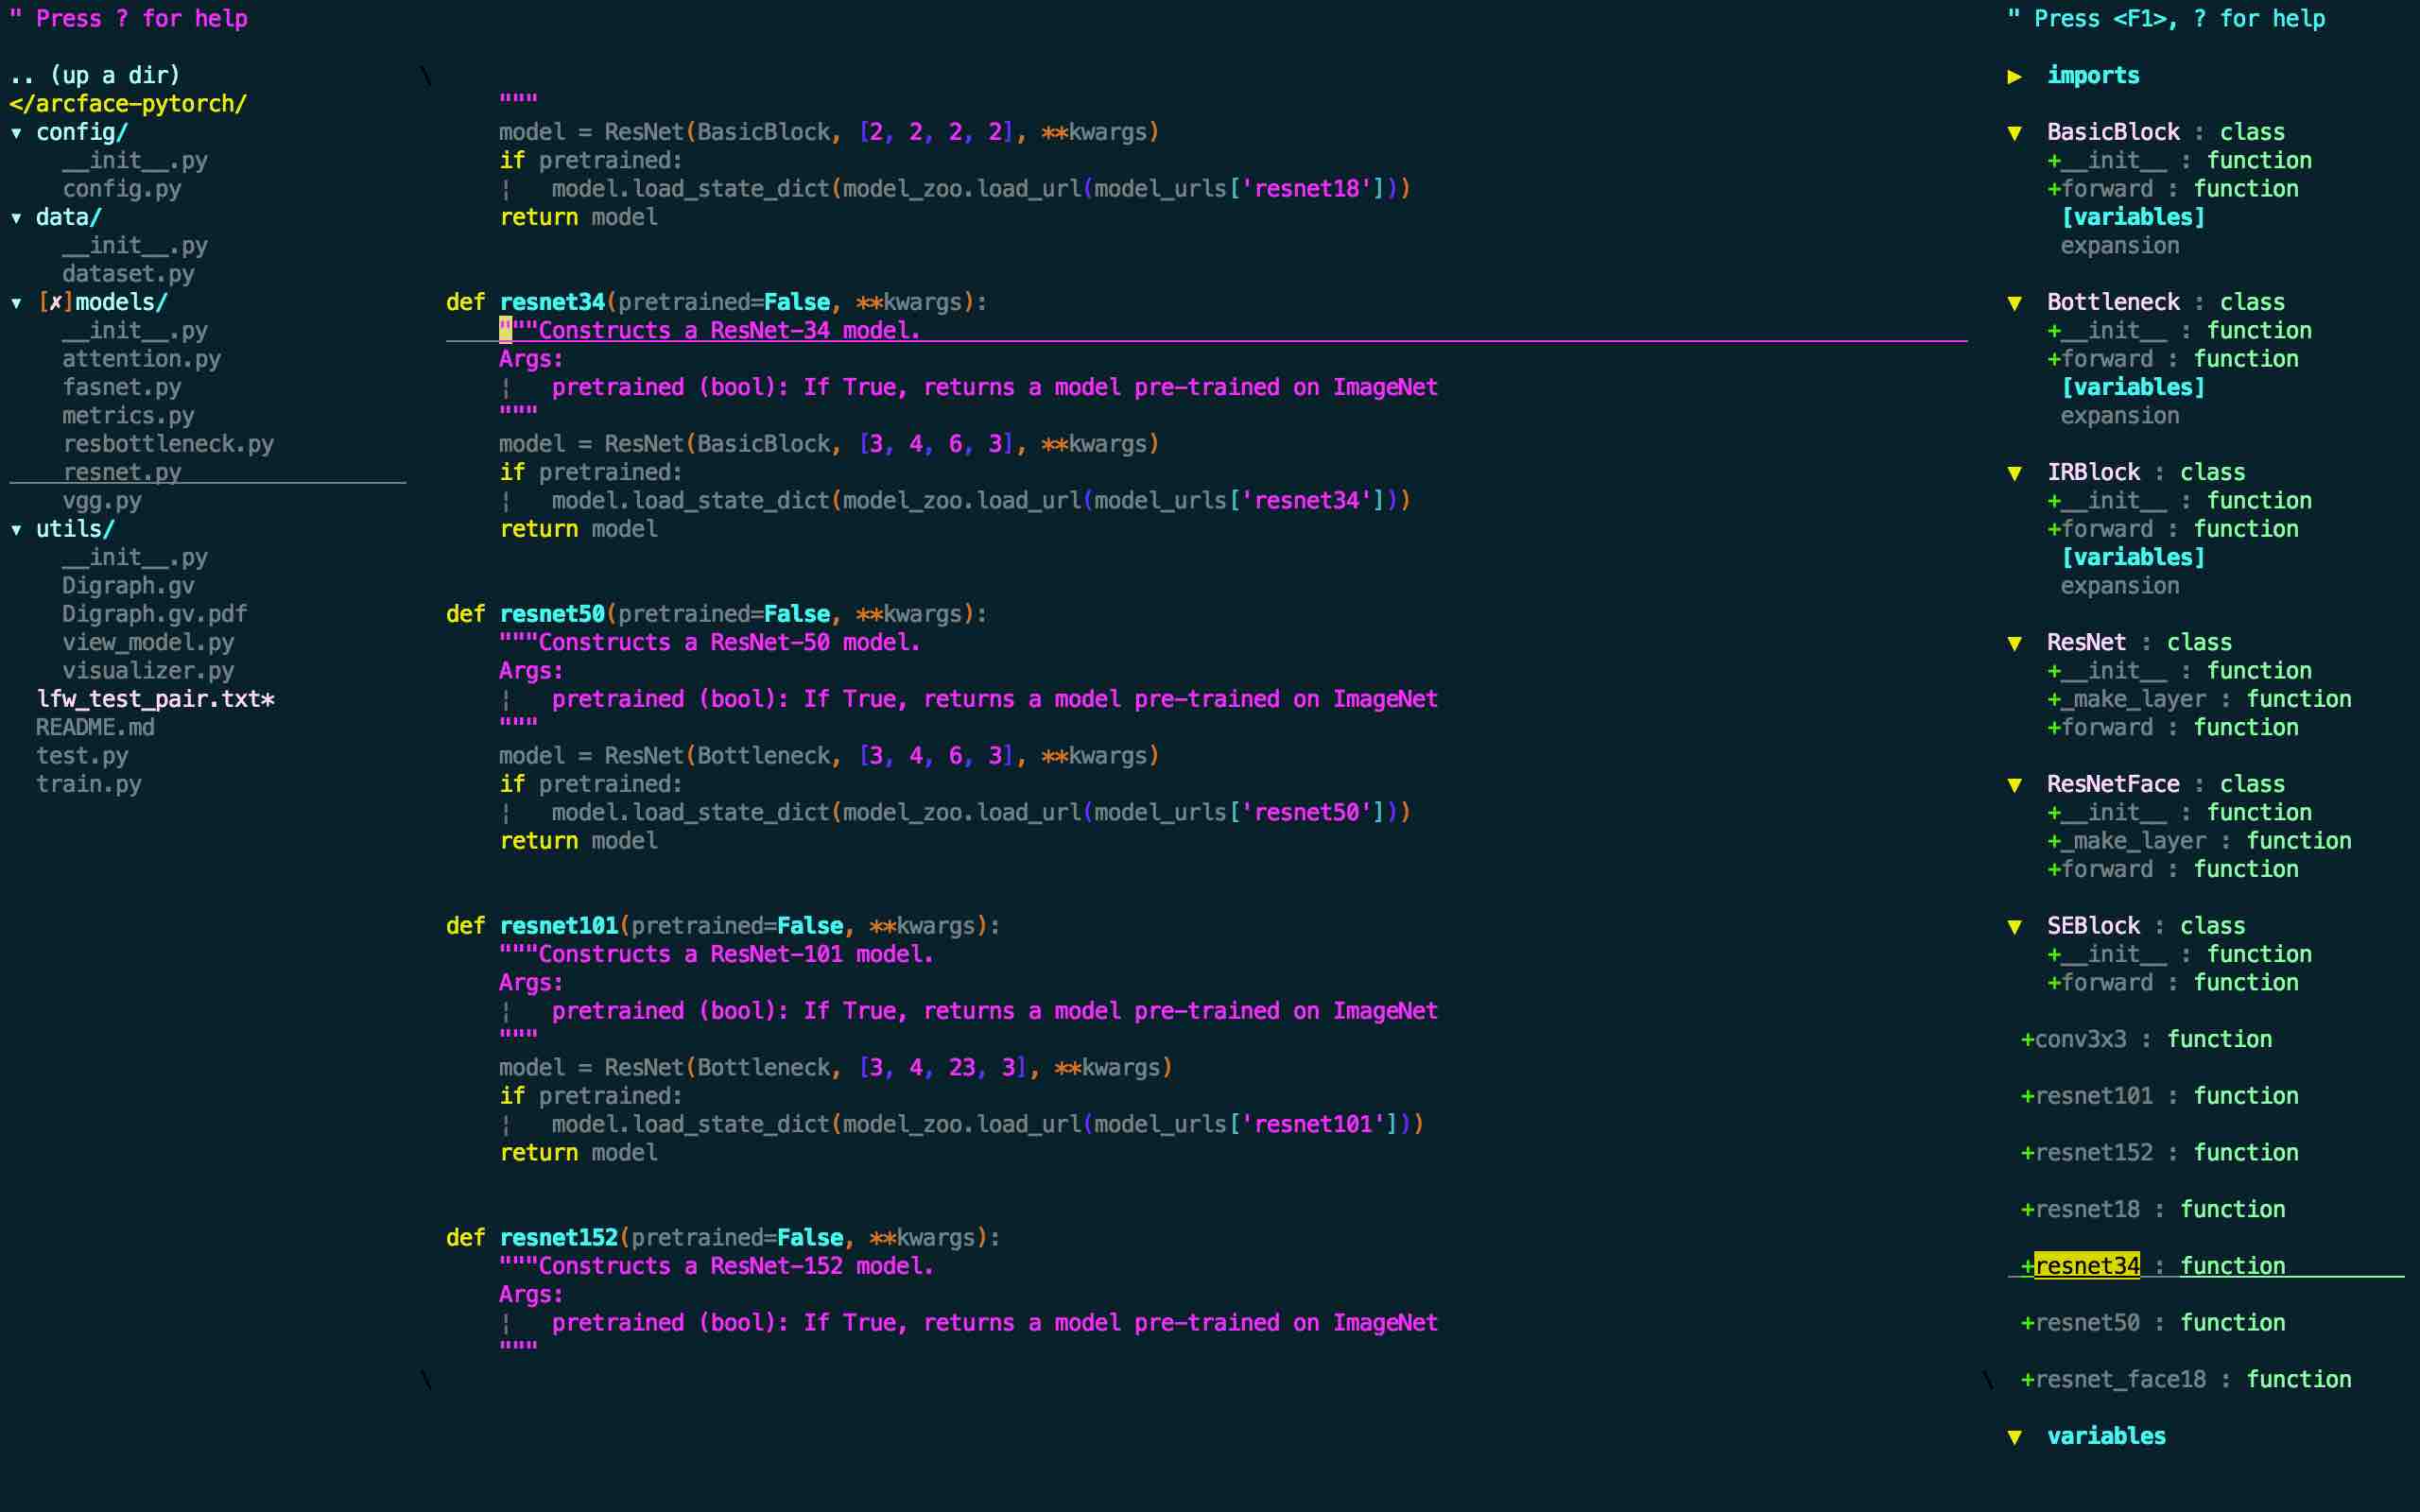 " Press ? for help
.. (up a dir)
</arcface-pytorch/
▾ config/
__init__.py
config.py
▾ data/
__init__.py
dataset.py
▾ [✗]models/
__init__.py
attention.py
fasnet.py
metrics.py
resbottleneck.py
resnet.py
vgg.py
▾ utils/
__init__.py
Digraph.gv
Digraph.gv.pdf
view_model.py
visualizer.py
lfw_test_pair.txt*
README.md
test.py
train.py
"""
model = ResNet(BasicBlock, [2, 2, 2, 2], **kwargs)
if pretrained:
¦   model.load_state_dict(model_zoo.load_url(model_urls['resnet18']))
return model
def resnet34(pretrained=False, **kwargs):
"""Constructs a ResNet-34 model.
Args:
¦   pretrained (bool): If True, returns a model pre-trained on ImageNet
"""
model = ResNet(BasicBlock, [3, 4, 6, 3], **kwargs)
if pretrained:
¦   model.load_state_dict(model_zoo.load_url(model_urls['resnet34']))
return model
def resnet50(pretrained=False, **kwargs):
"""Constructs a ResNet-50 model.
Args:
¦   pretrained (bool): If True, returns a model pre-trained on ImageNet
"""
model = ResNet(Bottleneck, [3, 4, 6, 3], **kwargs)
if pretrained:
¦   model.load_state_dict(model_zoo.load_url(model_urls['resnet50']))
return model
def resnet101(pretrained=False, **kwargs):
"""Constructs a ResNet-101 model.
Args:
¦   pretrained (bool): If True, returns a model pre-trained on ImageNet
"""
model = ResNet(Bottleneck, [3, 4, 23, 3], **kwargs)
if pretrained:
¦   model.load_state_dict(model_zoo.load_url(model_urls['resnet101']))
return model
def resnet152(pretrained=False, **kwargs):
"""Constructs a ResNet-152 model.
Args:
¦   pretrained (bool): If True, returns a model pre-trained on ImageNet
"""
" Press <F1>, ? for help
▶ imports
▼ BasicBlock : class
+__init__ : function
+forward : function
[variables]
expansion
▼ Bottleneck : class
+__init__ : function
+forward : function
[variables]
expansion
▼ IRBlock : class
+__init__ : function
+forward : function
[variables]
expansion
▼ ResNet : class
+__init__ : function
+_make_layer : function
+forward : function
▼ ResNetFace : class
+__init__ : function
+_make_layer : function
+forward : function
▼ SEBlock : class
+__init__ : function
+forward : function
+conv3x3 : function
+resnet101 : function
+resnet152 : function
+resnet18 : function
+resnet34 : function
+resnet50 : function
+resnet_face18 : function
▼ variables